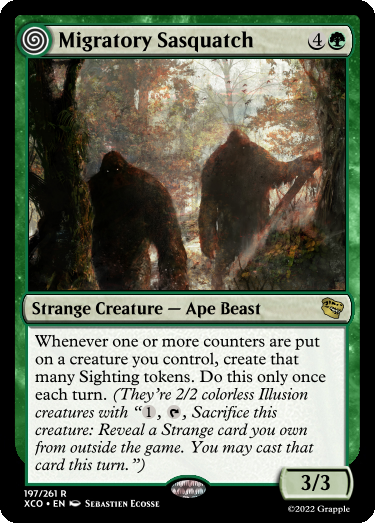 Migratory Sasquatch 4
Strange Creature — Ape Beast
Whenever one or more counters are put
on a creature you control, create that
many Sighting tokens. Do this only once
each turn. (They're 2/2 colorless Illusion
creatures with “1, , Sacrifice this
creature: Reveal a Strange card you own
from outside the game. You may cast that
card this turn.”)
197/261 R
XCO • EN SEBASTIEN ECOSSE
3/3
©2022 Grapple